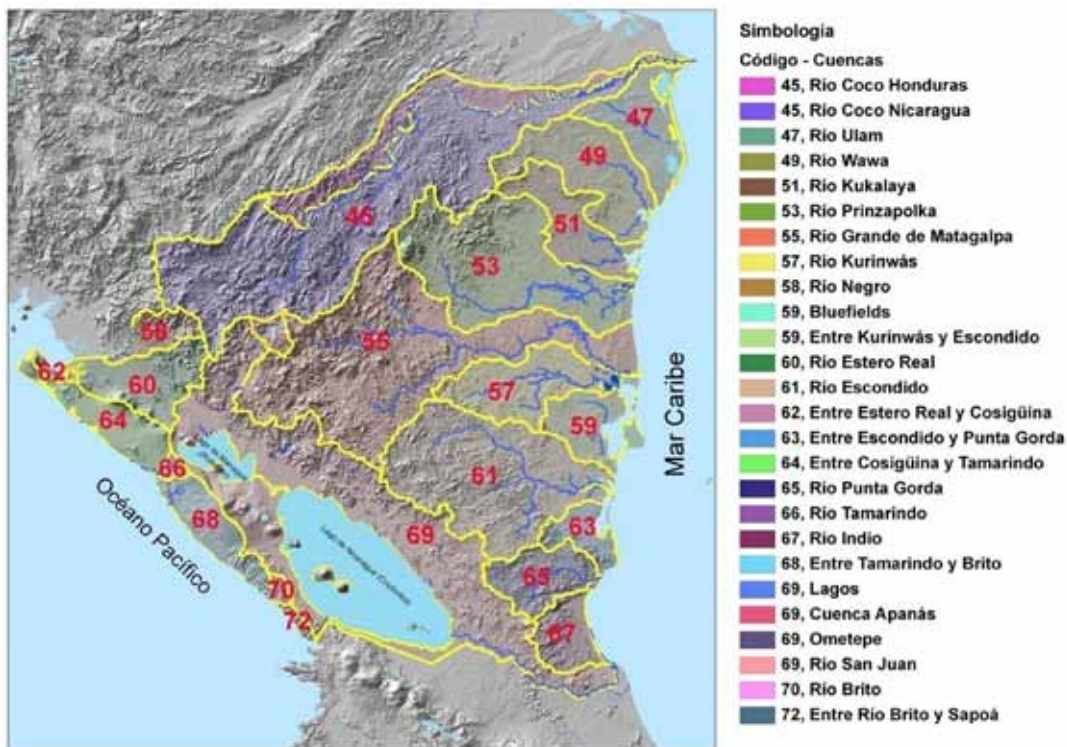 47
49
45
51
53
58
55
62
60
57
64
59
66
61
68
69
63
65
70
72
67
Océano Pacífico
Mar Caribe
Simbología
Código - Cuencas
45, Río Coco Honduras
45, Río Coco Nicaragua
47, Río Ulam
49, Río Wawa
51, Río Kukalaya
53, Río Prinzapolka
55, Río Grande de Matagalpa
57, Río Kurinwás
58, Río Negro
59, Bluefields
59, Entre Kurinwás y Escondido
60, Río Estero Real
61, Río Escondido
62, Entre Estero Real y Cosigüina
63, Entre Escondido y Punta Gorda
64, Entre Cosigüina y Tamarindo
65, Río Punta Gorda
66, Río Tamarindo
67, Río Indio
68, Entre Tamarindo y Brito
69, Lagos
69, Cuenca Apanás
69, Ometepe
69, Río San Juan
70, Río Brito
72, Entre Río Brito y Sapoá